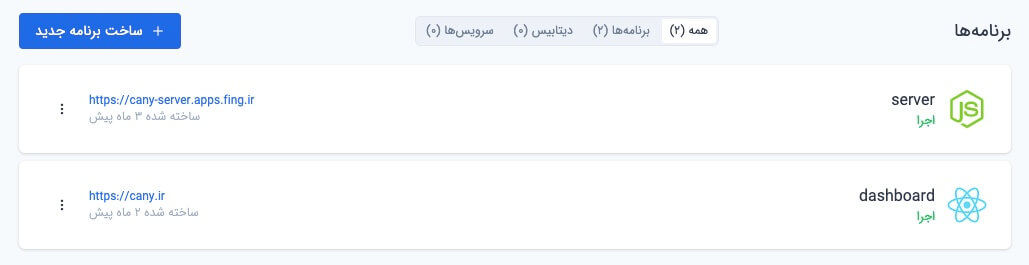 برنامه‌ها
همه (۲) برنامه‌ها (۲) دیتابیس (۰) سرویس‌ها (۰)
+ ساخت برنامه جدید
JS
server
اجرا
https://cany-server.apps.fing.ir
ساخته شده ۳ ماه پیش
dashboard
اجرا
https://cany.ir
ساخته شده ۲ ماه پیش